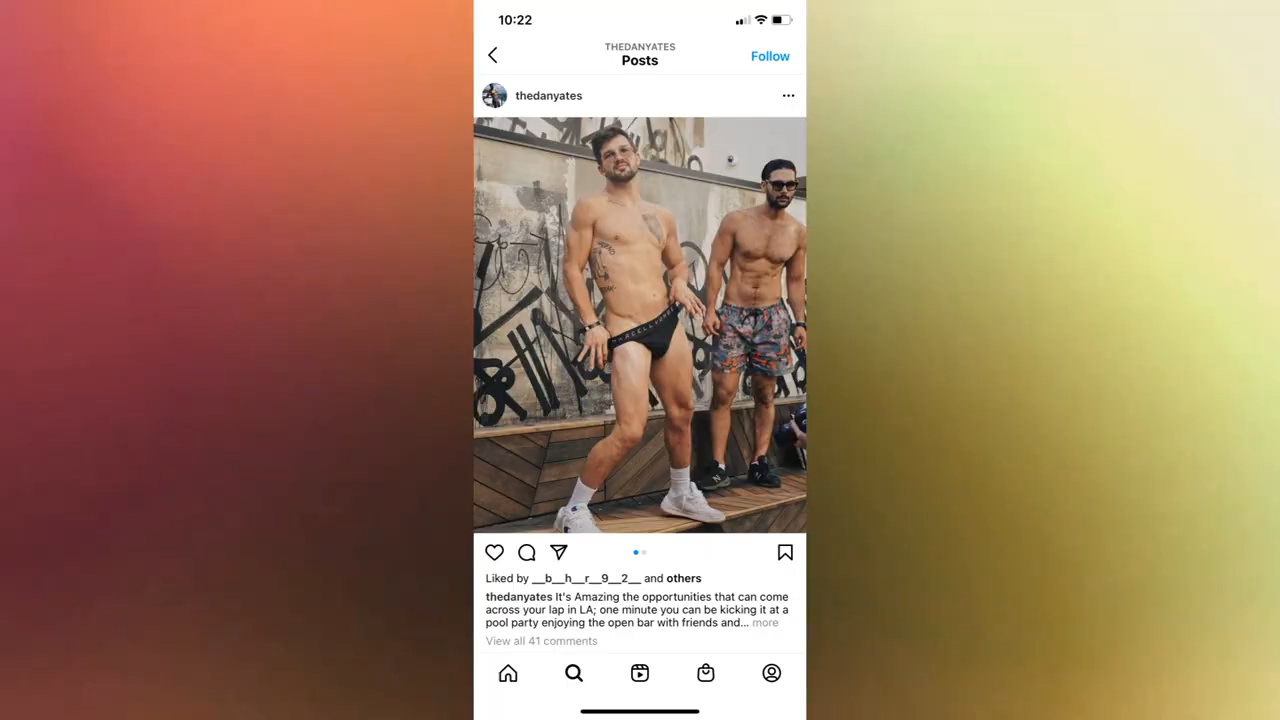 10:22
THEDANYATES
Posts
Follow
thedanyates
MARCELLYOUNG
Liked by __b__h__r__9__2__ and others
thedanyates It's Amazing the opportunities that can come
across your lap in LA; one minute you can be kicking it at a
pool party enjoying the open bar with friends and... more
View all 41 comments